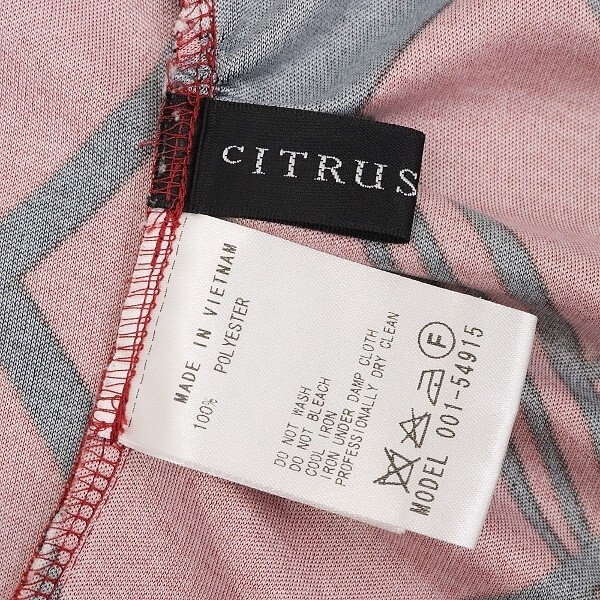 CITRUS
MADE IN VIETNAM
100% POLYESTER
DO NOT WASH
DO NOT BLEACH
COOL IRON
IRON UNDER DAMP CLOTH
PROFESSIONALLY DRY CLEAN
F
MODEL 001-54915